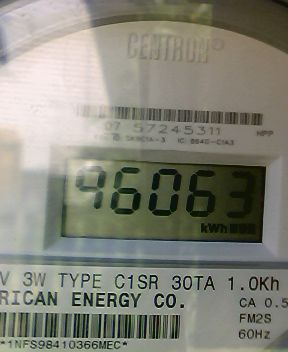 CENTRON®
07 57245311
HPP
96063
kWh
V 3W TYPE C1SR 30TA 1.0Kh
RICAN ENERGY CO.
CA 0.5
FM2S
60Hz
*1NFS98410366MEC*